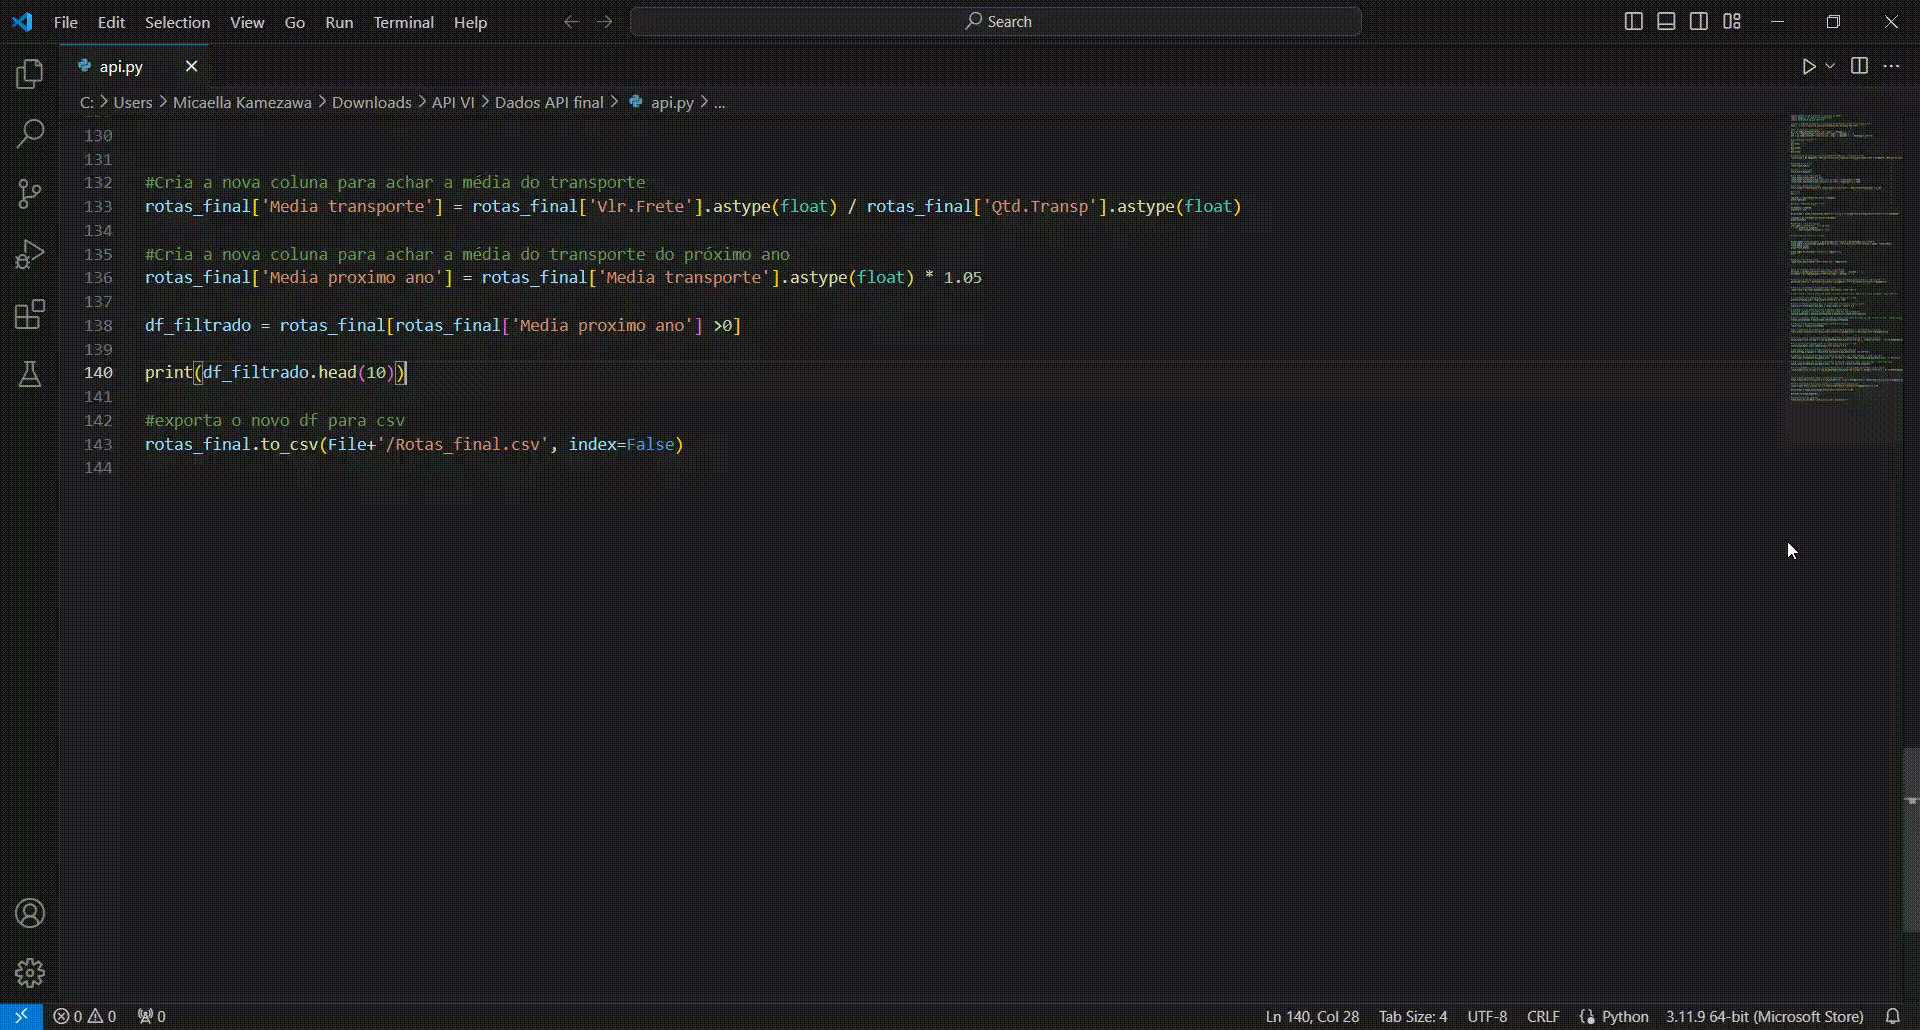 File Edit Selection View Go Run Terminal Help
Search
api.py
C: > Users > Micaella Kamezawa > Downloads > API VI > Dados API final > api.py > ...
130
131
132 #Cria a nova coluna para achar a média do transporte
133 rotas_final['Media transporte'] = rotas_final['Vlr.Frete'].astype(float) / rotas_final['Qtd.Transp'].astype(float)
134
135 #Cria a nova coluna para achar a média do transporte do próximo ano
136 rotas_final['Media proximo ano'] = rotas_final['Media transporte'].astype(float) * 1.05
137
138 df_filtrado = rotas_final[rotas_final['Media proximo ano'] >0]
139
140 print(df_filtrado.head(10))
141
142 #exporta o novo df para csv
143 rotas_final.to_csv(File+'/Rotas_final.csv', index=False)
144
0 0 0 Ln 140, Col 28 Tab Size: 4 UTF-8 CRLF Python 3.11.9 64-bit (Microsoft Store)